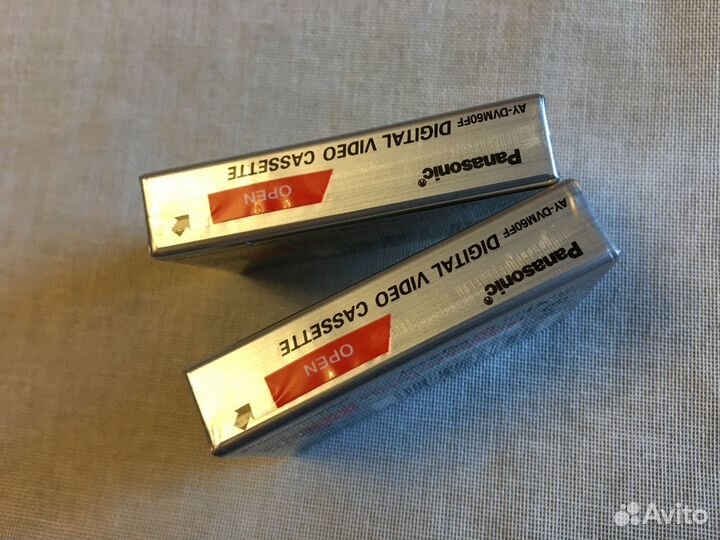 Panasonic®
AY-DVM60FF DIGITAL VIDEO CASSETTE
OPEN
Panasonic®
AY-DVM60FF DIGITAL VIDEO CASSETTE
OPEN
Avito